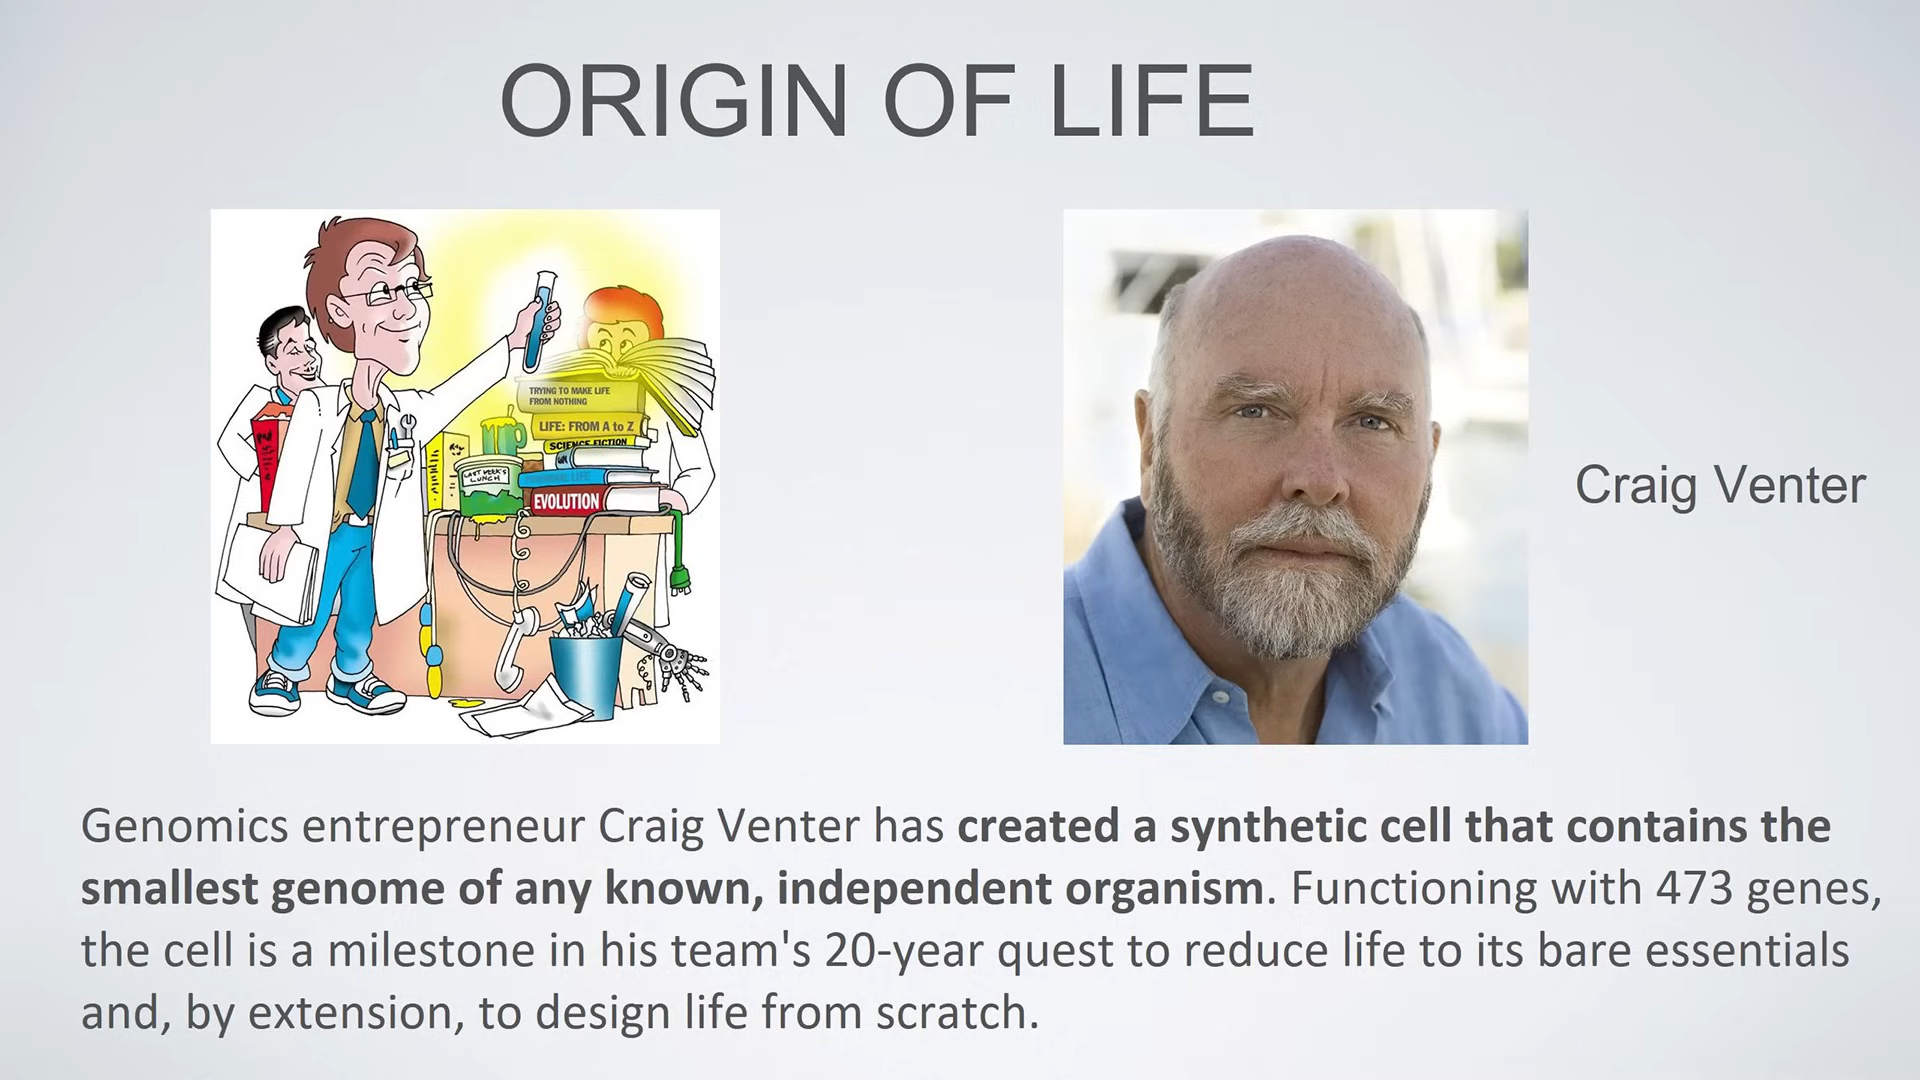 ORIGIN OF LIFE
TRYING TO MAKE LIFE
FROM NOTHING
LIFE: FROM A to Z
SCIENCE FICTION
LAST WEEK'S
LUNCH
EVOLUTION
Craig Venter
Genomics entrepreneur Craig Venter has created a synthetic cell that contains the
smallest genome of any known, independent organism. Functioning with 473 genes,
the cell is a milestone in his team's 20-year quest to reduce life to its bare essentials
and, by extension, to design life from scratch.